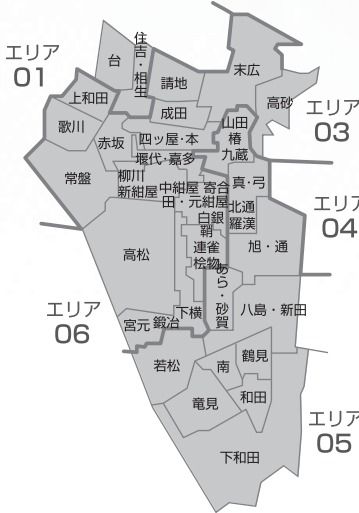 住吉・相生
台
請地
末広
エリア
01
上和田
成田
高砂
エリア
03
歌川
山田
椿
九蔵
赤坂
四ッ屋・本
堰代・嘉多
常盤
柳川
新紺屋
中紺屋
田・元紺屋
寄合
白銀
真・弓
北通
羅漢
エリア
04
鞘
連雀
桧物
旭・通
高松
あら・砂賀
エリア
06
宮元
鍛冶
下横
八島・新田
若松
南
鶴見
和田
竜見
エリア
05
下和田